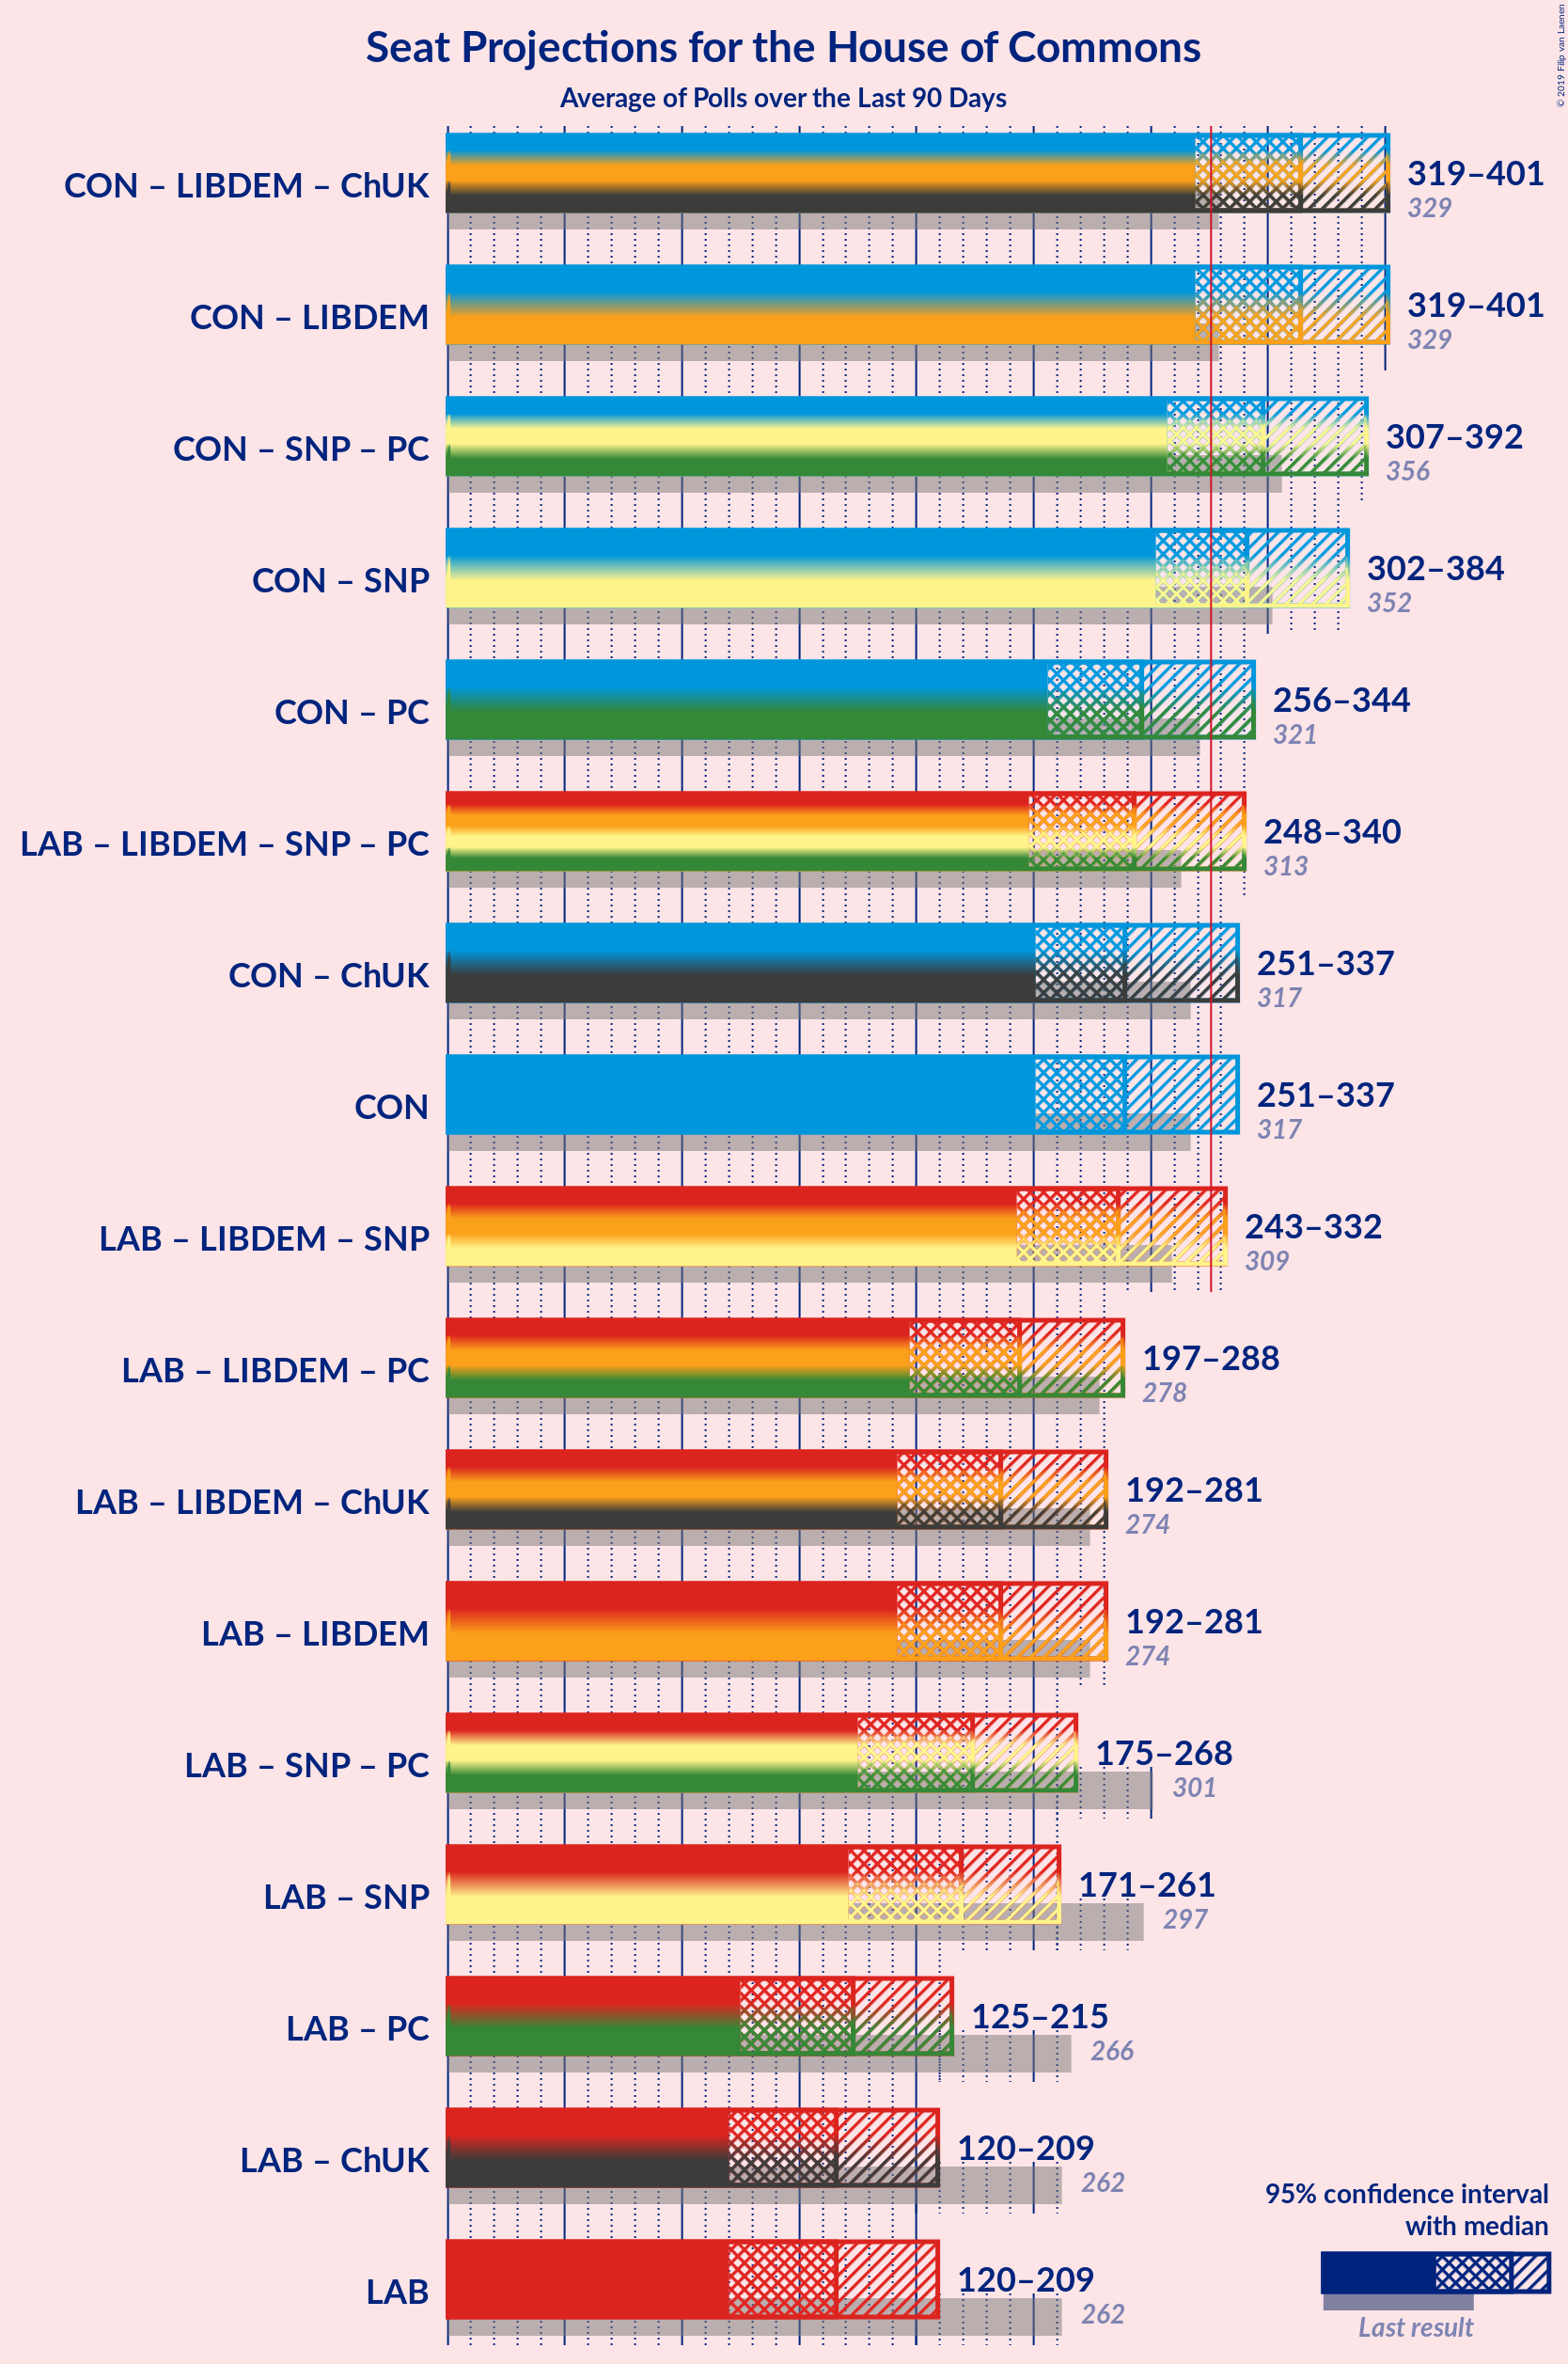 Seat Projections for the House of Commons
Average of Polls over the Last 90 Days
© 2019 Filip van Laenen
CON – LIBDEM – ChUK
319–401
329
CON – LIBDEM
319–401
329
CON – SNP – PC
307–392
356
CON – SNP
302–384
352
CON – PC
256–344
321
LAB – LIBDEM – SNP – PC
248–340
313
CON – ChUK
251–337
317
CON
251–337
317
LAB – LIBDEM – SNP
243–332
309
LAB – LIBDEM – PC
197–288
278
LAB – LIBDEM – ChUK
192–281
274
LAB – LIBDEM
192–281
274
LAB – SNP – PC
175–268
301
LAB – SNP
171–261
297
LAB – PC
125–215
266
LAB – ChUK
120–209
262
LAB
120–209
262
95% confidence interval
with median
Last result